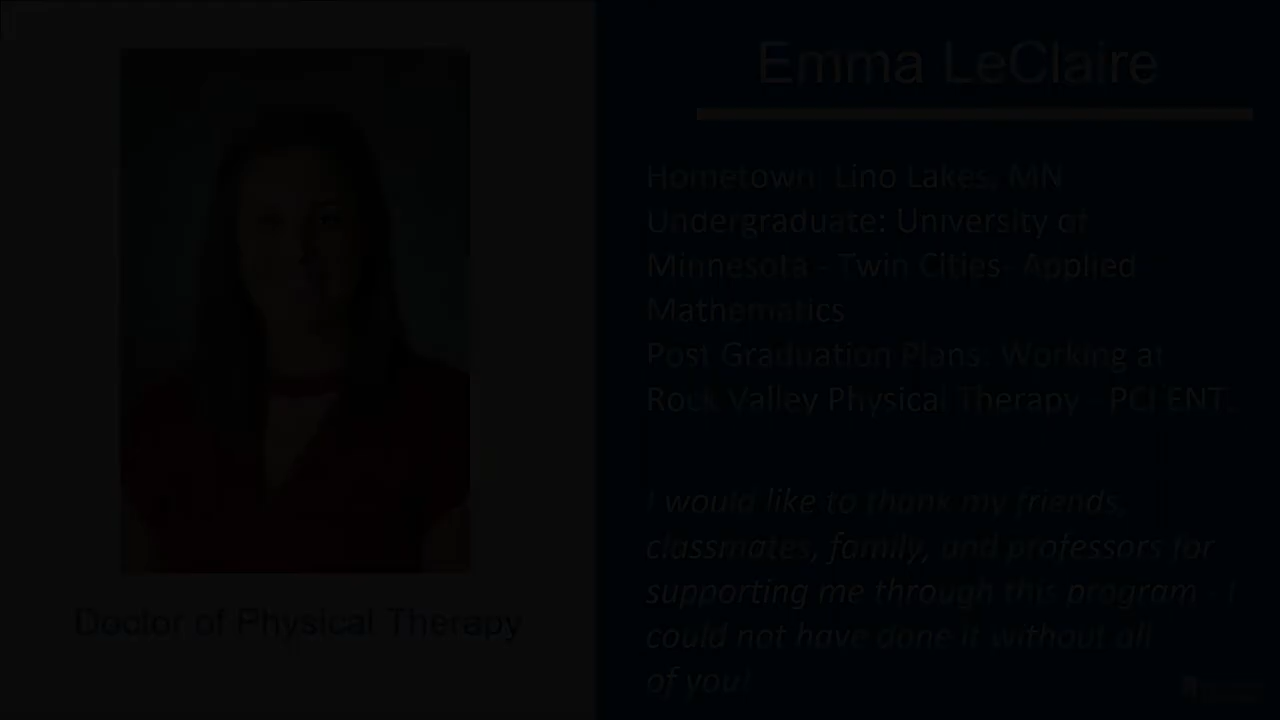 Emma LeClaire
Hometown: Lino Lakes, MN
Undergraduate: University of
Minnesota - Twin Cities Applied
Mathematics
Post Graduation Plans: Working at
Rock Valley Physical Therapy
I would like to thank my friends,
classmates, family, and professors for
supporting me through this program - I
could not have done it without all
of you!
Doctor of Physical Therapy